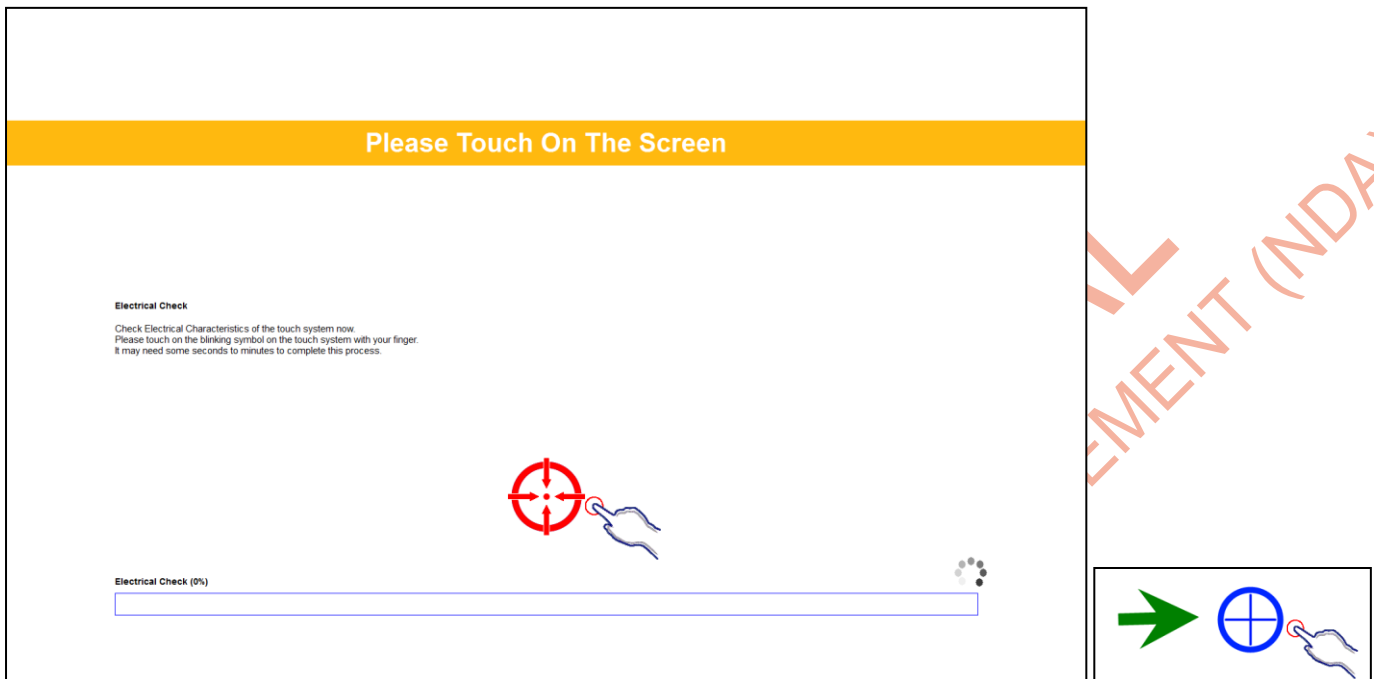 Please Touch On The Screen
Electrical Check
Check Electrical Characteristics of the touch system now.
Please touch on the blinking symbol on the touch system with your finger.
It may need some seconds to minutes to complete this process.
Electrical Check (0%)
AL
EMENT (NDA